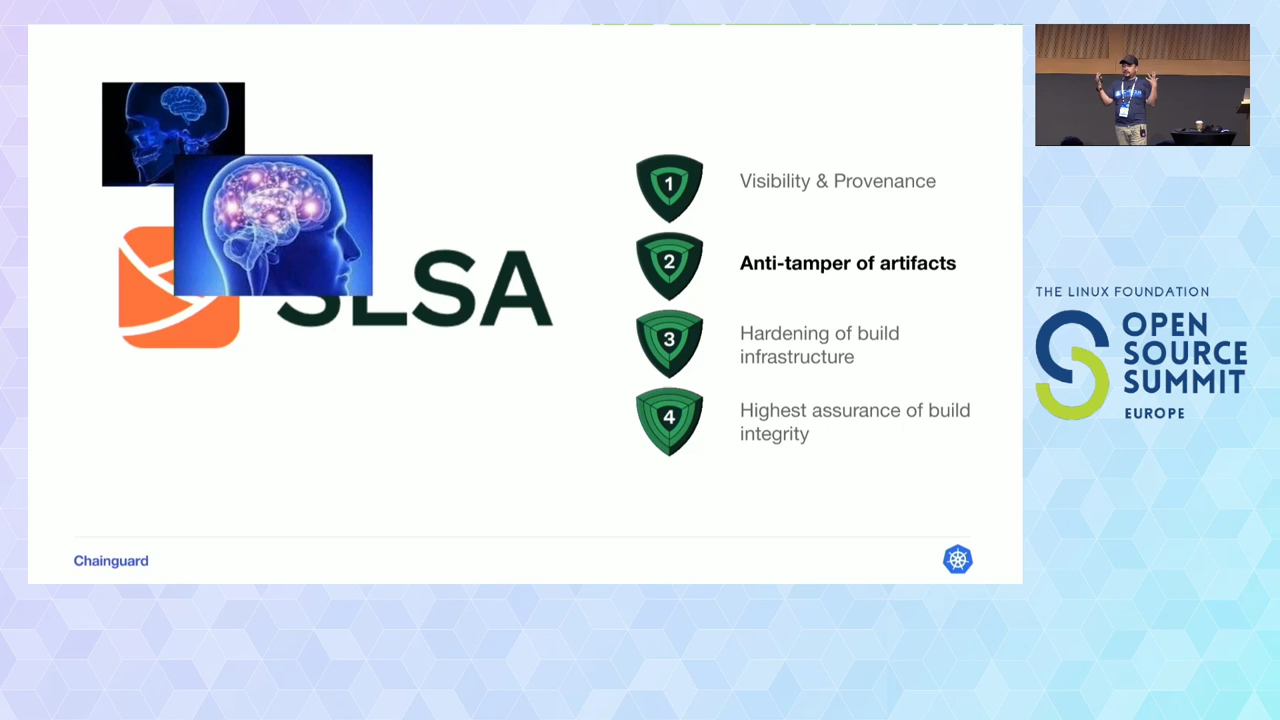 SLSA
1
Visibility & Provenance
2
Anti-tamper of artifacts
3
Hardening of build
infrastructure
4
Highest assurance of build
integrity
Chainguard
THE LINUX FOUNDATION
OPEN
SOURCE
SUMMIT
EUROPE